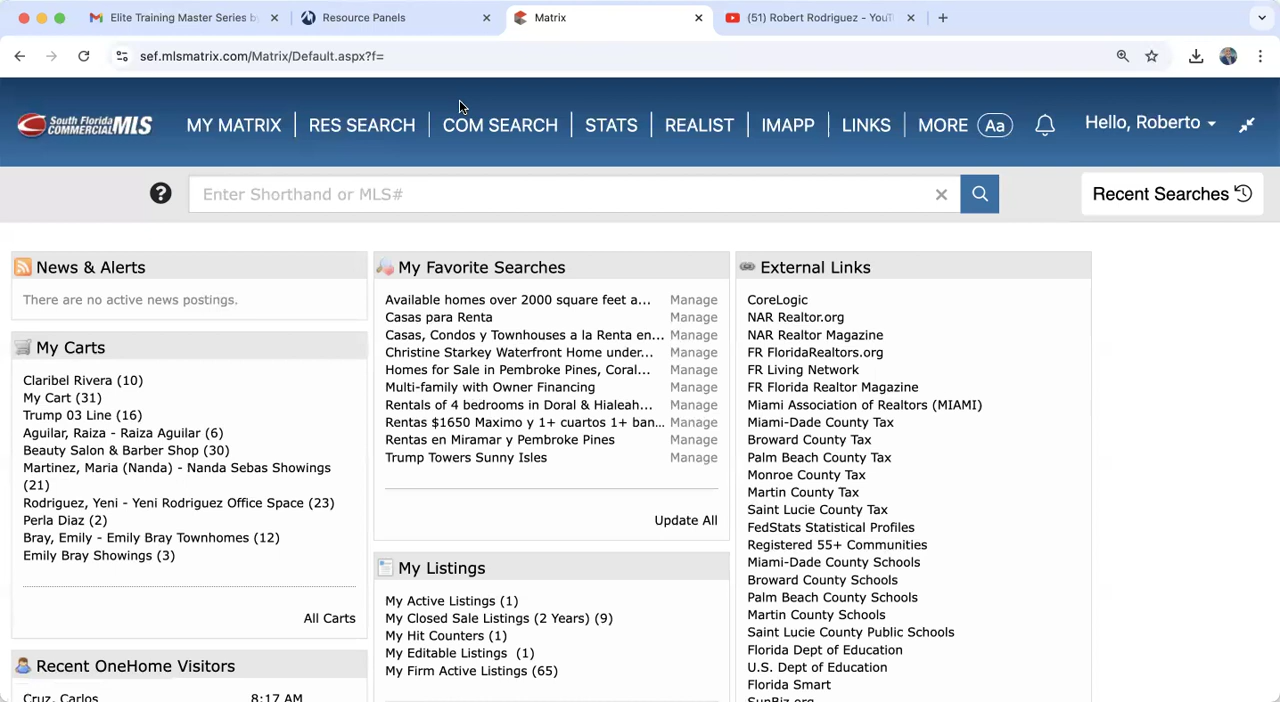 Elite Training Master Series b
Resource Panels
Matrix
(51) Robert Rodriguez - YouT
sef.mlsmatrix.com/Matrix/Default.aspx?f=
South Florida
COMMERCIAL MLS
MY MATRIX
RES SEARCH
COM SEARCH
STATS
REALIST
IMAPP
LINKS
MORE
Aa
Hello, Roberto
Enter Shorthand or MLS#
Recent Searches
News & Alerts
There are no active news postings.
My Carts
Claribel Rivera (10)
My Cart (31)
Trump 03 Line (16)
Aguilar, Raiza - Raiza Aguilar (6)
Beauty Salon & Barber Shop (30)
Martinez, Maria (Nanda) - Nanda Sebas Showings
(21)
Rodriguez, Yeni - Yeni Rodriguez Office Space (23)
Perla Diaz (2)
Bray, Emily - Emily Bray Townhomes (12)
Emily Bray Showings (3)
All Carts
Recent OneHome Visitors
Cruz, Carlos 8:17 AM
My Favorite Searches
Available homes over 2000 square feet a... Manage
Casas para Renta Manage
Casas, Condos y Townhouses a la Renta en... Manage
Christine Starkey Waterfront Home under... Manage
Homes for Sale in Pembroke Pines, Coral... Manage
Multi-family with Owner Financing Manage
Rentals of 4 bedrooms in Doral & Hialeah... Manage
Rentas $1650 Maximo y 1+ cuartos 1+ ban... Manage
Rentas en Miramar y Pembroke Pines Manage
Trump Towers Sunny Isles Manage
Update All
My Listings
My Active Listings (1)
My Closed Sale Listings (2 Years) (9)
My Hit Counters (1)
My Editable Listings (1)
My Firm Active Listings (65)
External Links
CoreLogic
NAR Realtor.org
NAR Realtor Magazine
FR FloridaRealtors.org
FR Living Network
FR Florida Realtor Magazine
Miami Association of Realtors (MIAMI)
Miami-Dade County Tax
Broward County Tax
Palm Beach County Tax
Monroe County Tax
Martin County Tax
Saint Lucie County Tax
FedStats Statistical Profiles
Registered 55+ Communities
Miami-Dade County Schools
Broward County Schools
Palm Beach County Schools
Martin County Schools
Saint Lucie County Public Schools
Florida Dept of Education
U.S. Dept of Education
Florida Smart
SunBiz.org